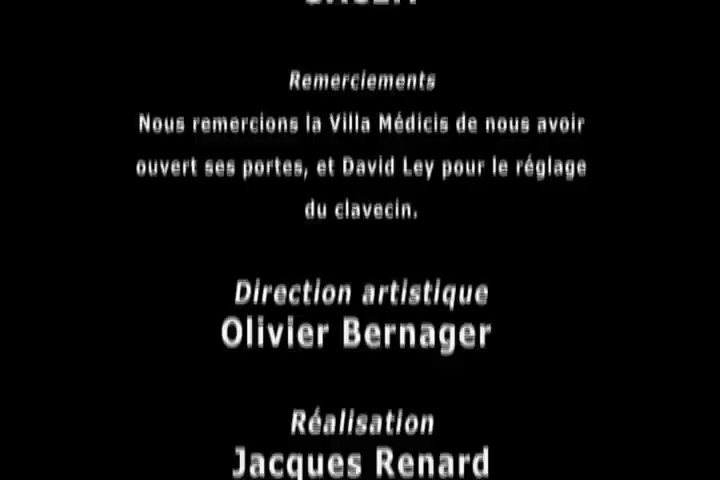 Remerciements
Nous remercions la Villa Médicis de nous avoir
ouvert ses portes, et David Ley pour le réglage
du clavecin.
Direction artistique
Olivier Bernager
Réalisation
Jacques Renard